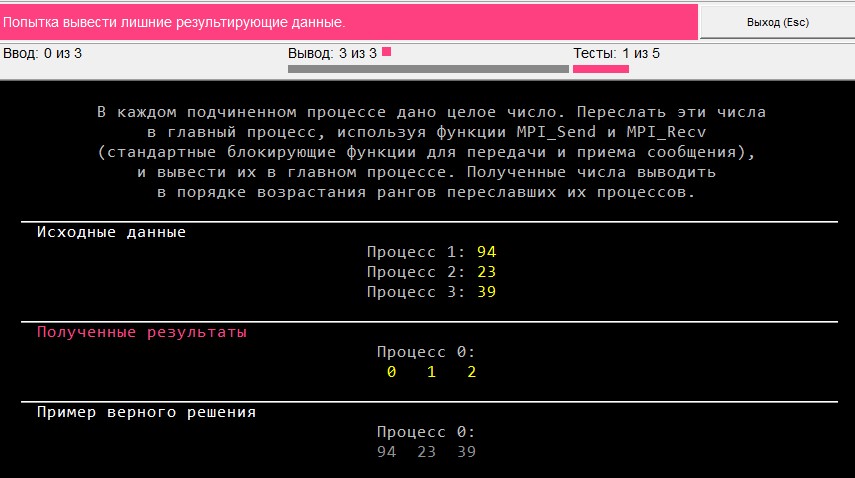 Попытка вывести лишние результирующие данные.
Выход (Esc)
Ввод: 0 из 3
Вывод: 3 из 3
Тесты: 1 из 5
В каждом подчиненном процессе дано целое число. Переслать эти числа
в главный процесс, используя функции MPI_Send и MPI_Recv
(стандартные блокирующие функции для передачи и приема сообщения),
и вывести их в главном процессе. Полученные числа выводить
в порядке возрастания рангов переславших их процессов.
Исходные данные
Процесс 1: 94
Процесс 2: 23
Процесс 3: 39
Полученные результаты
Процесс 0:
0 1 2
Пример верного решения
Процесс 0:
94 23 39